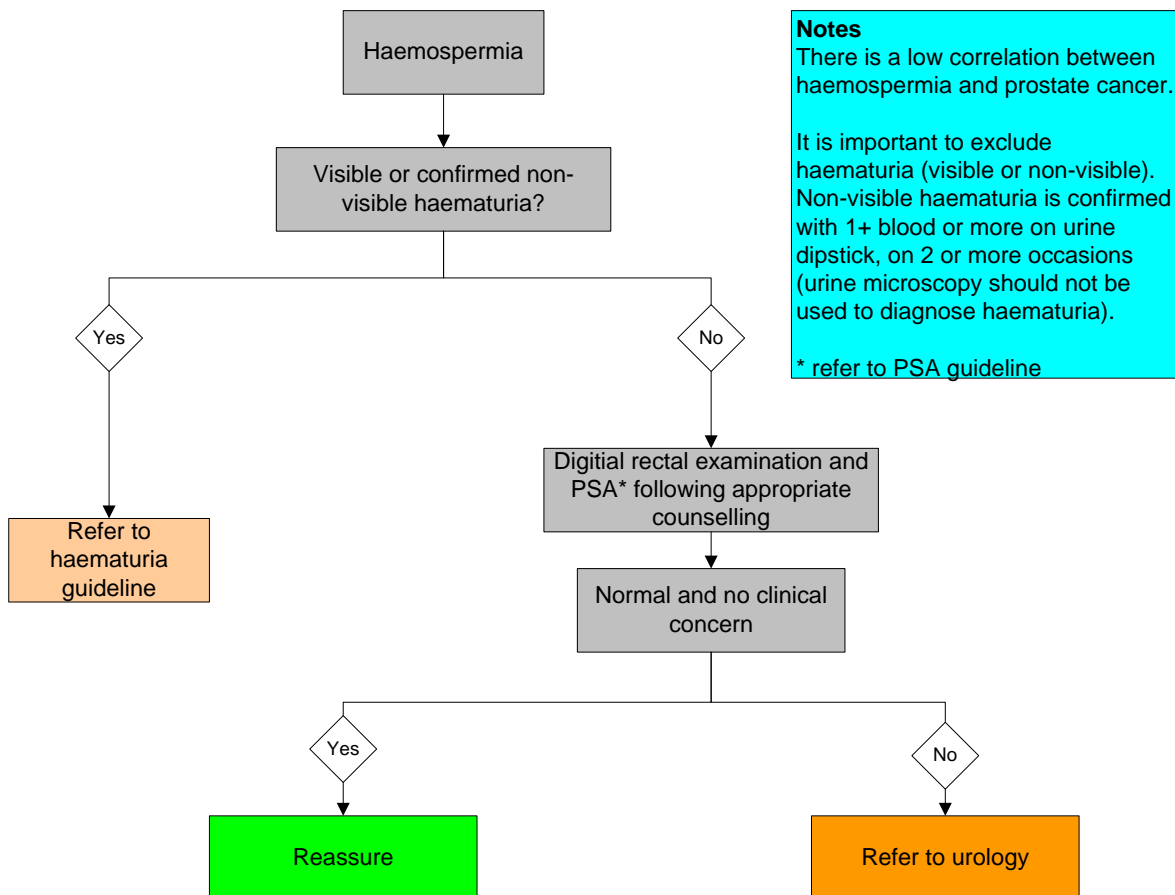 Haemospermia
Notes
There is a low correlation between
haemospermia and prostate cancer.
It is important to exclude
haematuria (visible or non-visible).
Non-visible haematuria is confirmed
with 1+ blood or more on urine
dipstick, on 2 or more occasions
(urine microscopy should not be
used to diagnose haematuria).
* refer to PSA guideline
Visible or confirmed non-
visible haematuria?
Yes
No
Refer to
haematuria
guideline
Digitial rectal examination and
PSA* following appropriate
counselling
Normal and no clinical
concern
Yes
No
Reassure
Refer to urology